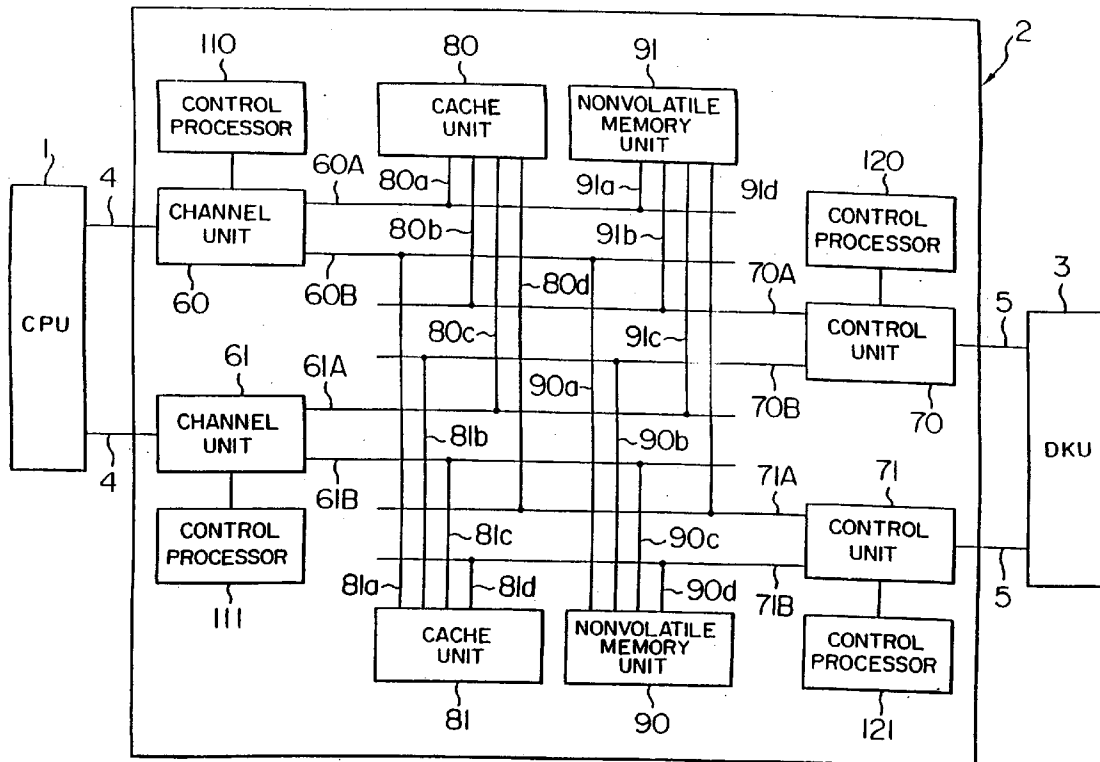 110
80
91
2
CONTROL
PROCESSOR
CACHE
UNIT
NONVOLATILE
MEMORY
UNIT
1
4
60A
80a
91a
91d
120
CHANNEL
UNIT
80b
91b
CONTROL
PROCESSOR
60
60B
80d
70A
3
CPU
80c
91c
5
CONTROL
UNIT
61
61A
90a
70B
70
CHANNEL
UNIT
81b
90b
DKU
4
61B
71A
71
CONTROL
PROCESSOR
81c
90c
CONTROL
UNIT
81a
81d
90d
71B
5
111
CACHE
UNIT
NONVOLATILE
MEMORY
UNIT
CONTROL
PROCESSOR
81
90
121